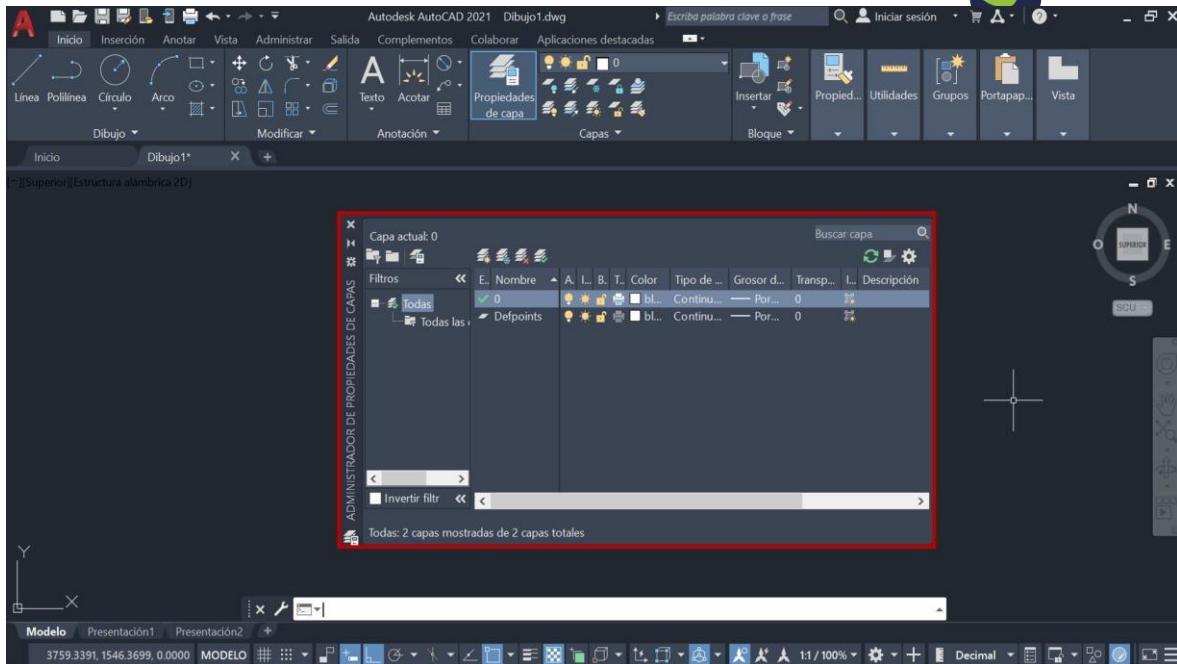 A Autodesk AutoCAD 2021 Dibujo1.dwg Escriba palabra clave o frase Iniciar sesión
Inicio Inserción Anotar Vista Administrar Salida Complementos Colaborar Aplicaciones destacadas
Línea Polilínea Círculo Arco Texto Acotar Propiedades de capa 0 Insertar Propied... Utilidades Grupos Portapap... Vista
Dibujo Modificar Anotación Capas Bloque
Inicio Dibujo1* X +
[−][Superior][Estructura alámbrica 2D]
N
O SUPERIOR E
S
SCU
Capa actual: 0 Buscar capa
Filtros « E.. Nombre A. I... B. T.. Color Tipo de ... Grosor d... Transp... I... Descripción
Todas 0 bl... Continu... Por... 0
Todas las Defpoints bl... Continu... Por... 0
ADMINISTRADOR DE PROPIEDADES DE CAPAS
Invertir filtr «
Todas: 2 capas mostradas de 2 capas totales
Y
X
Modelo Presentación1 Presentación2 +
3759.3391, 1546.3699, 0.0000 MODELO 1:1 / 100% Decimal